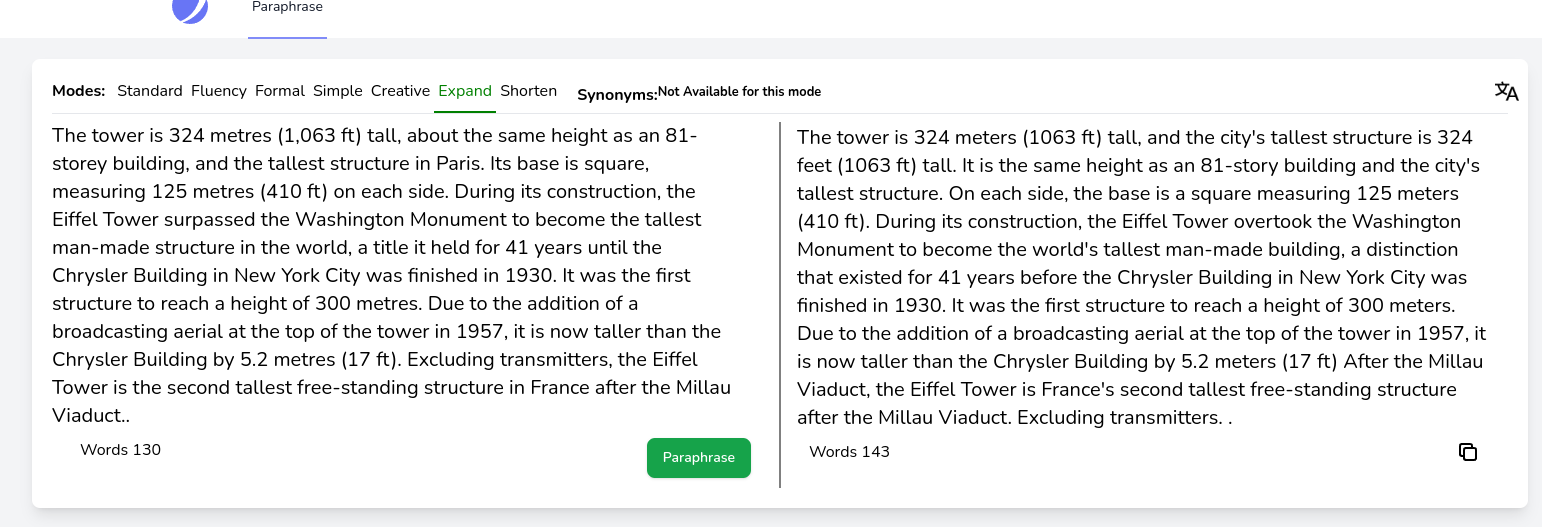 Paraphrase
Modes: Standard Fluency Formal Simple Creative Expand Shorten Synonyms:Not Available for this mode
The tower is 324 metres (1,063 ft) tall, about the same height as an 81-
storey building, and the tallest structure in Paris. Its base is square,
measuring 125 metres (410 ft) on each side. During its construction, the
Eiffel Tower surpassed the Washington Monument to become the tallest
man-made structure in the world, a title it held for 41 years until the
Chrysler Building in New York City was finished in 1930. It was the first
structure to reach a height of 300 metres. Due to the addition of a
broadcasting aerial at the top of the tower in 1957, it is now taller than the
Chrysler Building by 5.2 metres (17 ft). Excluding transmitters, the Eiffel
Tower is the second tallest free-standing structure in France after the Millau
Viaduct..
Words 130
Paraphrase
The tower is 324 meters (1063 ft) tall, and the city's tallest structure is 324
feet (1063 ft) tall. It is the same height as an 81-story building and the city's
tallest structure. On each side, the base is a square measuring 125 meters
(410 ft). During its construction, the Eiffel Tower overtook the Washington
Monument to become the world's tallest man-made building, a distinction
that existed for 41 years before the Chrysler Building in New York City was
finished in 1930. It was the first structure to reach a height of 300 meters.
Due to the addition of a broadcasting aerial at the top of the tower in 1957, it
is now taller than the Chrysler Building by 5.2 meters (17 ft) After the Millau
Viaduct, the Eiffel Tower is France's second tallest free-standing structure
after the Millau Viaduct. Excluding transmitters. .
Words 143